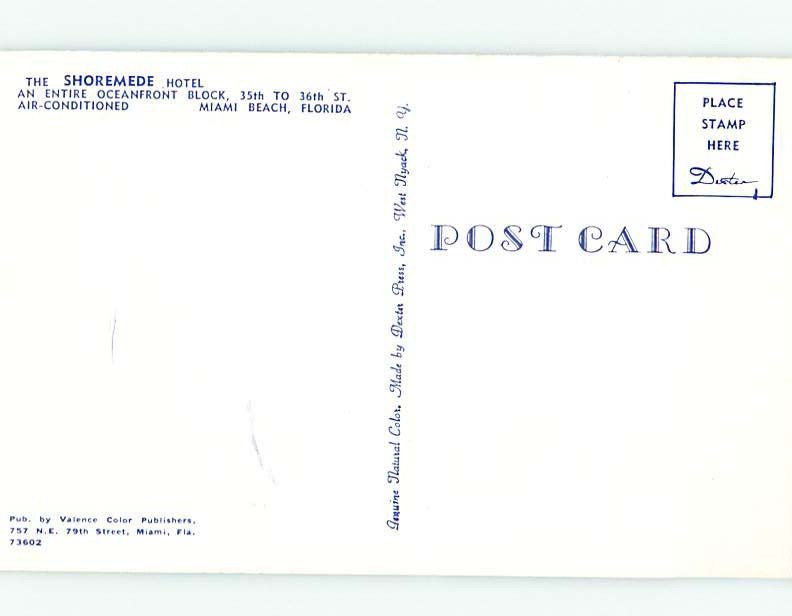 THE SHOREMEDE HOTEL
AN ENTIRE OCEANFRONT BLOCK, 35th TO 36th ST.
AIR-CONDITIONED MIAMI BEACH, FLORIDA
Pub. by Valence Color Publishers,
757 N.E. 79th Street, Miami, Fla.
73602
Genuine Natural Color. Made by Dexter Press, Inc., West Nyack, N. Y.
PLACE
STAMP
HERE
Dexter
POST CARD